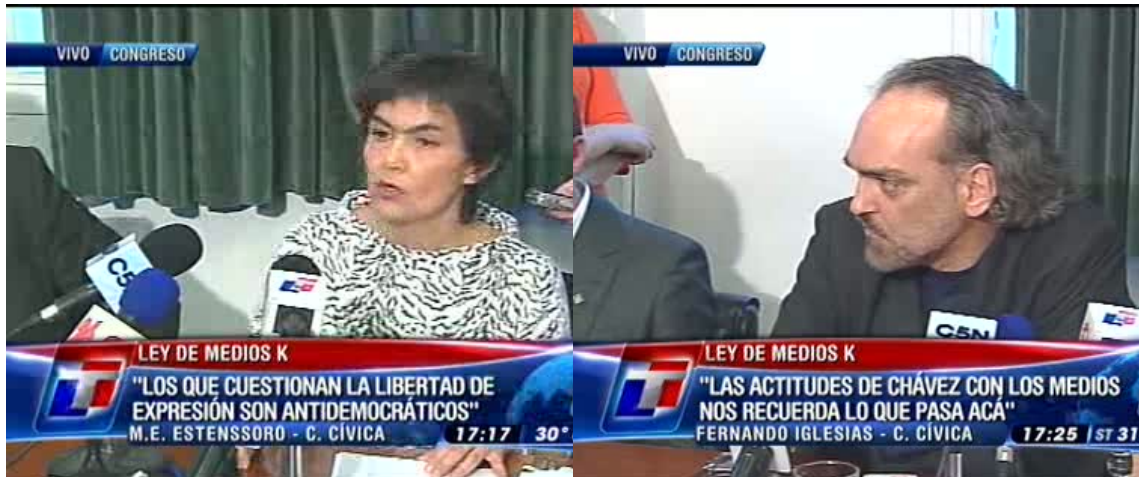 VIVO CONGRESO
C5N
LEY DE MEDIOS K
"LOS QUE CUESTIONAN LA LIBERTAD DE
EXPRESIÓN SON ANTIDEMOCRÁTICOS"
M.E. ESTENSSORO - C. CÍVICA 17:17 30°
VIVO CONGRESO
C5N
LEY DE MEDIOS K
"LAS ACTITUDES DE CHÁVEZ CON LOS MEDIOS
NOS RECUERDA LO QUE PASA ACÁ"
FERNANDO IGLESIAS - C. CÍVICA 17:25 ST 31